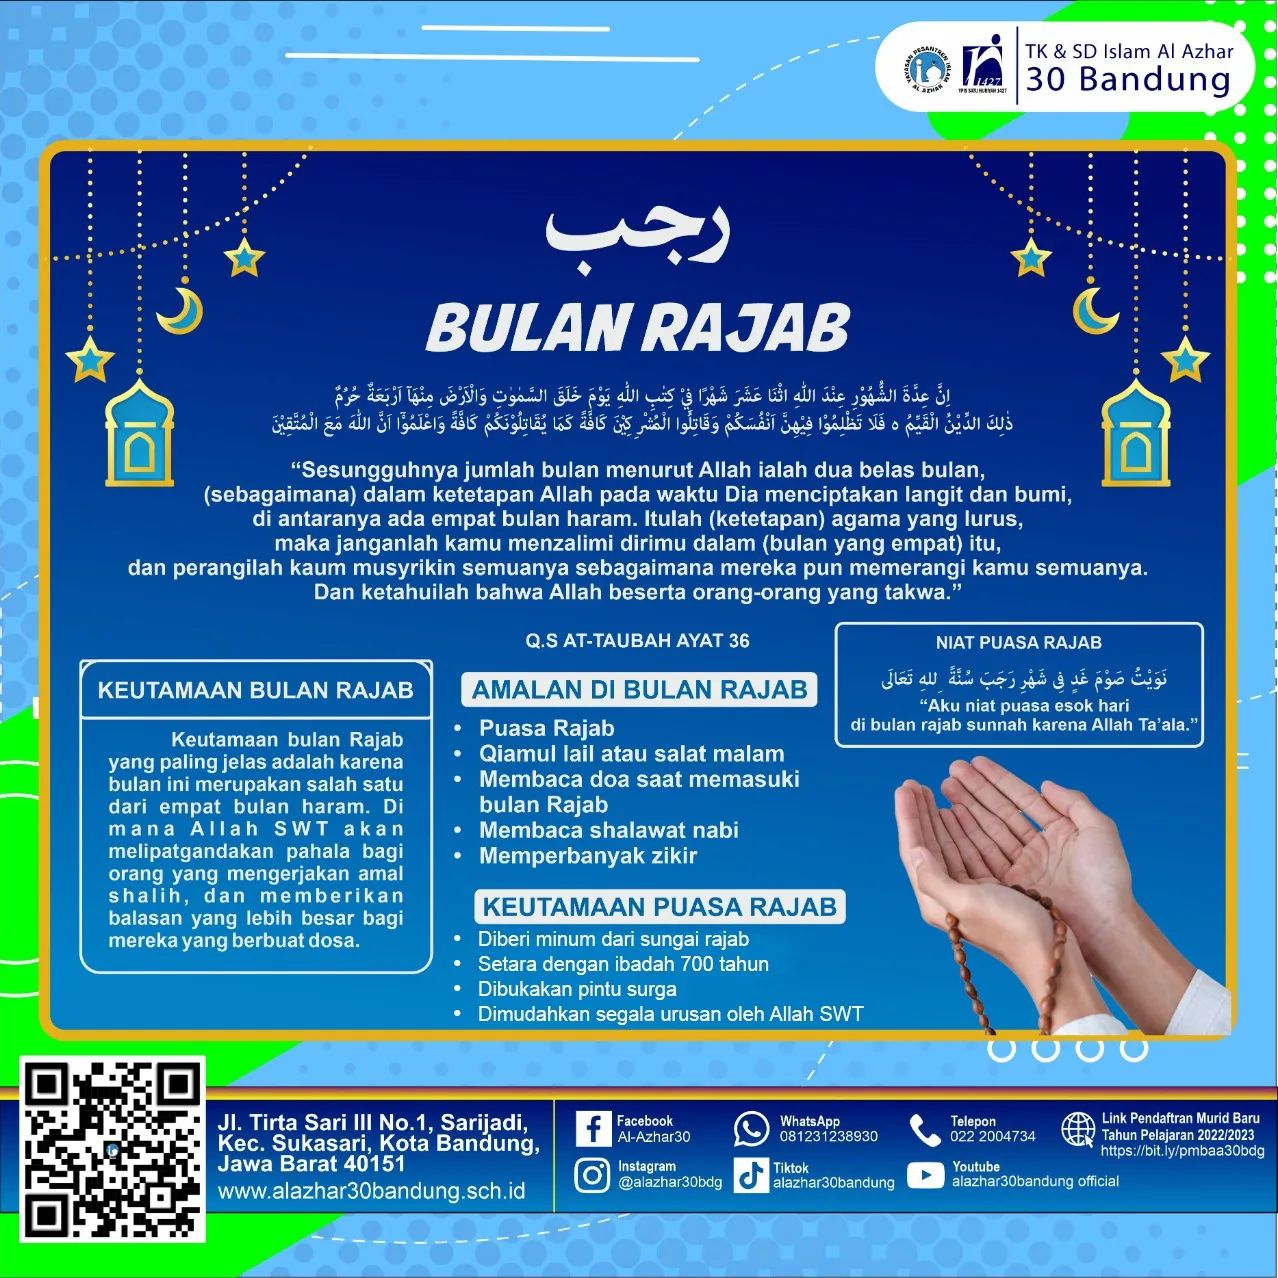 YAYASAN PESANTREN ISLAM
AL AZHAR
1427
TK & SD Islam Al Azhar
30 Bandung
رجب
BULAN RAJAB
اِنَّ عِدَّةَ الشُّهُوْرِ عِنْدَ اللّٰهِ اثْنَا عَشَرَ شَهْرًا فِيْ كِتٰبِ اللّٰهِ يَوْمَ خَلَقَ السَّمٰوٰتِ وَالْاَرْضَ مِنْهَآ اَرْبَعَةٌ حُرُمٌ
ذٰلِكَ الدِّيْنُ الْقَيِّمُ ە فَلَا تَظْلِمُوْا فِيْهِنَّ اَنْفُسَكُمْ وَقَاتِلُوا الْمُشْرِكِيْنَ كَاۤفَّةً كَمَا يُقَاتِلُوْنَكُمْ كَاۤفَّةً وَاعْلَمُوْٓا اَنَّ اللّٰهَ مَعَ الْمُتَّقِيْنَ
“Sesungguhnya jumlah bulan menurut Allah ialah dua belas bulan,
(sebagaimana) dalam ketetapan Allah pada waktu Dia menciptakan langit dan bumi,
di antaranya ada empat bulan haram. Itulah (ketetapan) agama yang lurus,
maka janganlah kamu menzalimi dirimu dalam (bulan yang empat) itu,
dan perangilah kaum musyrikin semuanya sebagaimana mereka pun memerangi kamu semuanya.
Dan ketahuilah bahwa Allah beserta orang-orang yang takwa.”
Q.S AT-TAUBAH AYAT 36
KEUTAMAAN BULAN RAJAB
Keutamaan bulan Rajab
yang paling jelas adalah karena
bulan ini merupakan salah satu
dari empat bulan haram. Di
mana Allah SWT akan
melipatgandakan pahala bagi
orang yang mengerjakan amal
shalih, dan memberikan
balasan yang lebih besar bagi
mereka yang berbuat dosa.
AMALAN DI BULAN RAJAB
• Puasa Rajab
• Qiamul lail atau salat malam
• Membaca doa saat memasuki
bulan Rajab
• Membaca shalawat nabi
• Memperbanyak zikir
KEUTAMAAN PUASA RAJAB
• Diberi minum dari sungai rajab
• Setara dengan ibadah 700 tahun
• Dibukakan pintu surga
• Dimudahkan segala urusan oleh Allah SWT
NIAT PUASA RAJAB
نَوَيْتُ صَوْمَ غَدٍ فِى شَهْرِ رَجَبَ سُنَّةً ِللهِ تَعَالَى
“Aku niat puasa esok hari
di bulan rajab sunnah karena Allah Ta’ala.”
Jl. Tirta Sari III No.1, Sarijadi,
Kec. Sukasari, Kota Bandung,
Jawa Barat 40151
www.alazhar30bandung.sch.id
Facebook
Al-Azhar30
Instagram
@alazhar30bdg
WhatsApp
081231238930
Tiktok
alazhar30bandung
Telepon
022 2004734
Youtube
alazhar30bandung official
Link Pendaftran Murid Baru
Tahun Pelajaran 2022/2023
https://bit.ly/pmbaa30bdg